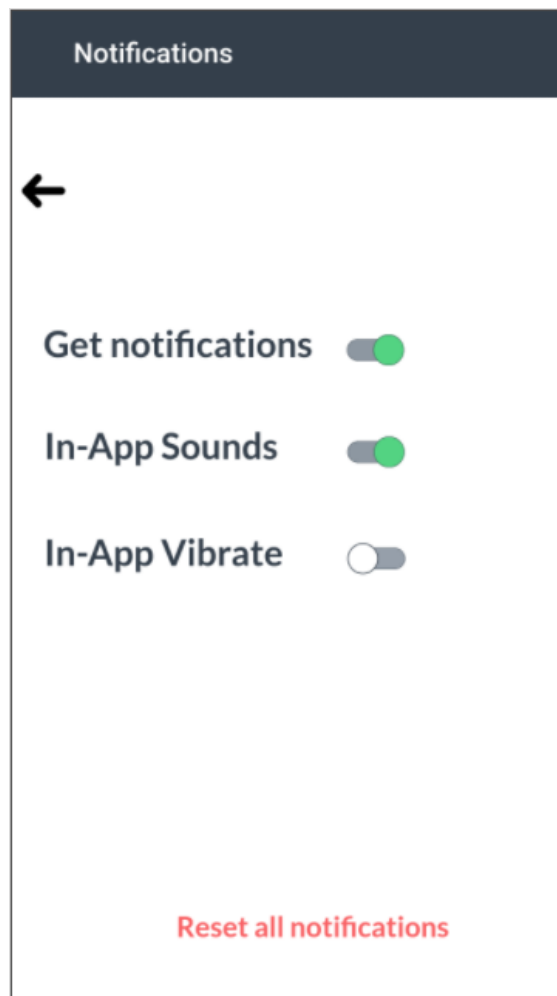 Notifications
Get notifications
In-App Sounds
In-App Vibrate
Reset all notifications